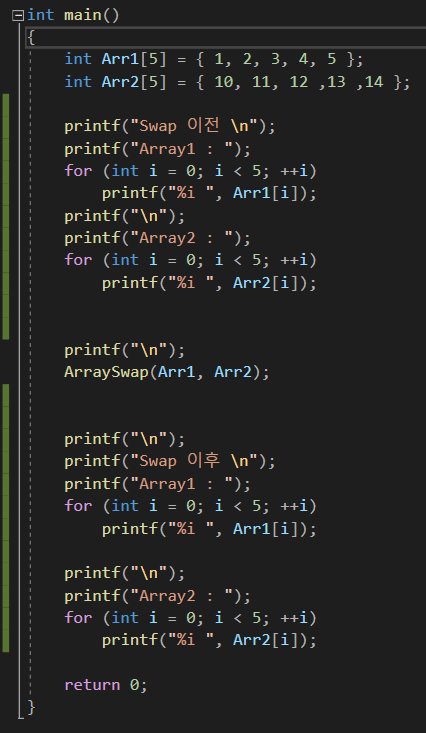 int main()
{
int Arr1[5] = { 1, 2, 3, 4, 5 };
int Arr2[5] = { 10, 11, 12 ,13 ,14 };
printf("Swap 이전 \n");
printf("Array1 : ");
for (int i = 0; i < 5; ++i)
printf("%i ", Arr1[i]);
printf("\n");
printf("Array2 : ");
for (int i = 0; i < 5; ++i)
printf("%i ", Arr2[i]);
printf("\n");
ArraySwap(Arr1, Arr2);
printf("\n");
printf("Swap 이후 \n");
printf("Array1 : ");
for (int i = 0; i < 5; ++i)
printf("%i ", Arr1[i]);
printf("\n");
printf("Array2 : ");
for (int i = 0; i < 5; ++i)
printf("%i ", Arr2[i]);
return 0;
}